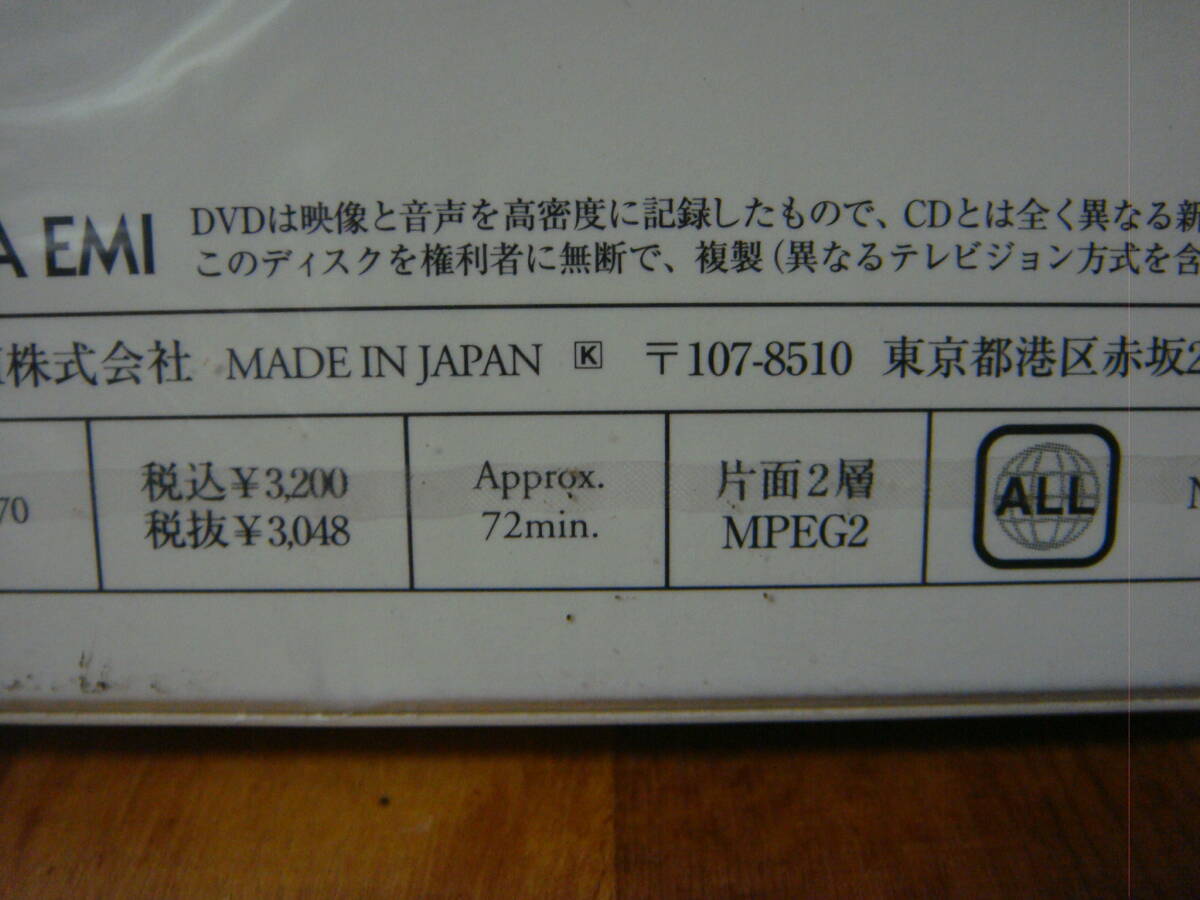 A EMI
DVDは映像と音声を高密度に記録したもので、CDとは全く異なる新
このディスクを権利者に無断で、複製(異なるテレビジョン方式を含
株式会社 MADE IN JAPAN K 〒107-8510 東京都港区赤坂2
70
税込¥3,200
税抜¥3,048
Approx.
72min.
片面2層
MPEG2
ALL
N